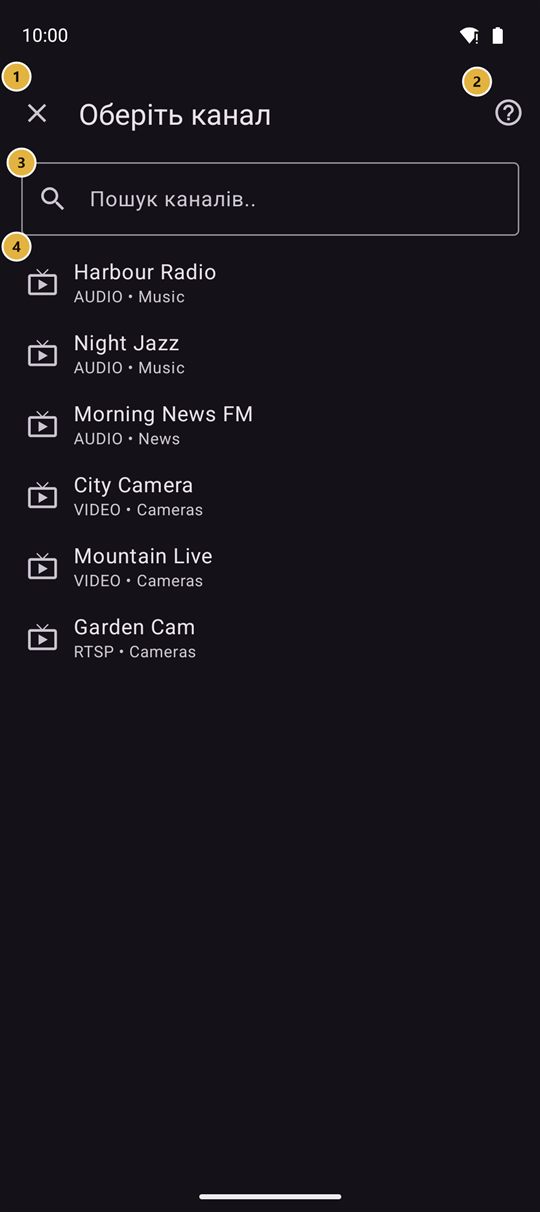 10:00
1
2
Оберіть канал
3
Пошук каналів..
4
Harbour Radio
AUDIO • Music
Night Jazz
AUDIO • Music
Morning News FM
AUDIO • News
City Camera
VIDEO • Cameras
Mountain Live
VIDEO • Cameras
Garden Cam
RTSP • Cameras